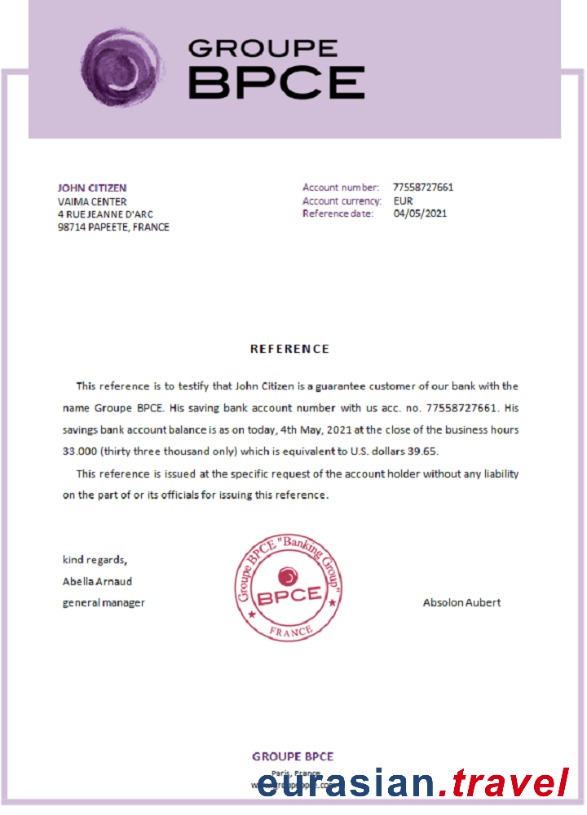 GROUPE
BPCE
JOHN CITIZEN
VAIMA CENTER
4 RUE JEANNE D'ARC
98714 PAPEETE, FRANCE
Account number: 77558727661
Account currency: EUR
Reference date: 04/05/2021
REFERENCE
This reference is to testify that John Citizen is a guarantee customer of our bank with the
name Groupe BPCE. His saving bank account number with us acc. no. 77558727661. His
savings bank account balance is as on today, 4th May, 2021 at the close of the business hours
33.000 (thirty three thousand only) which is equivalent to U.S. dollars 39.65.
This reference is issued at the specific request of the account holder without any liability
on the part of or its officials for issuing this reference.
kind regards,
Abella Arnaud
general manager
Groupe BPCE "Banking Group"
BPCE
FRANCE
Absolon Aubert
GROUPE BPCE
Paris, France
eurasian.travel